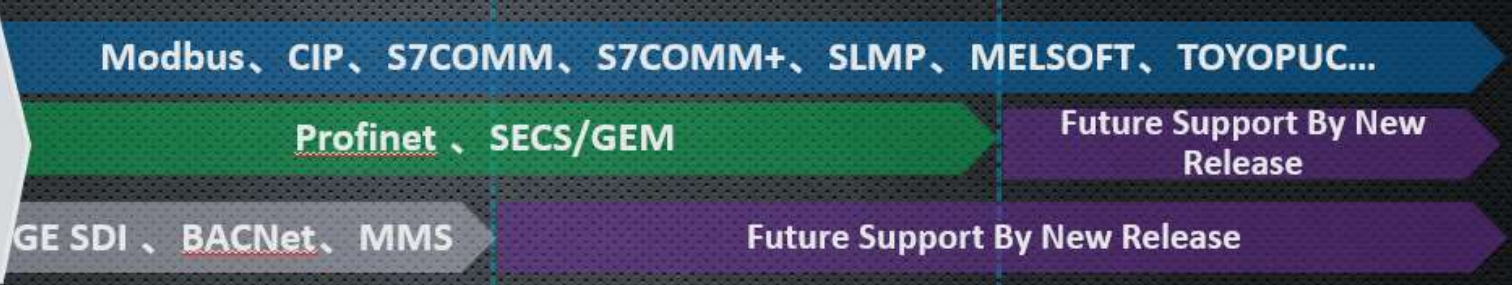 Modbus、CIP、S7COMM、S7COMM+、SLMP、MELSOFT、TOYOPUC...
Profinet 、SECS/GEM
Future Support By New
Release
GE SDI 、BACNet、MMS
Future Support By New Release